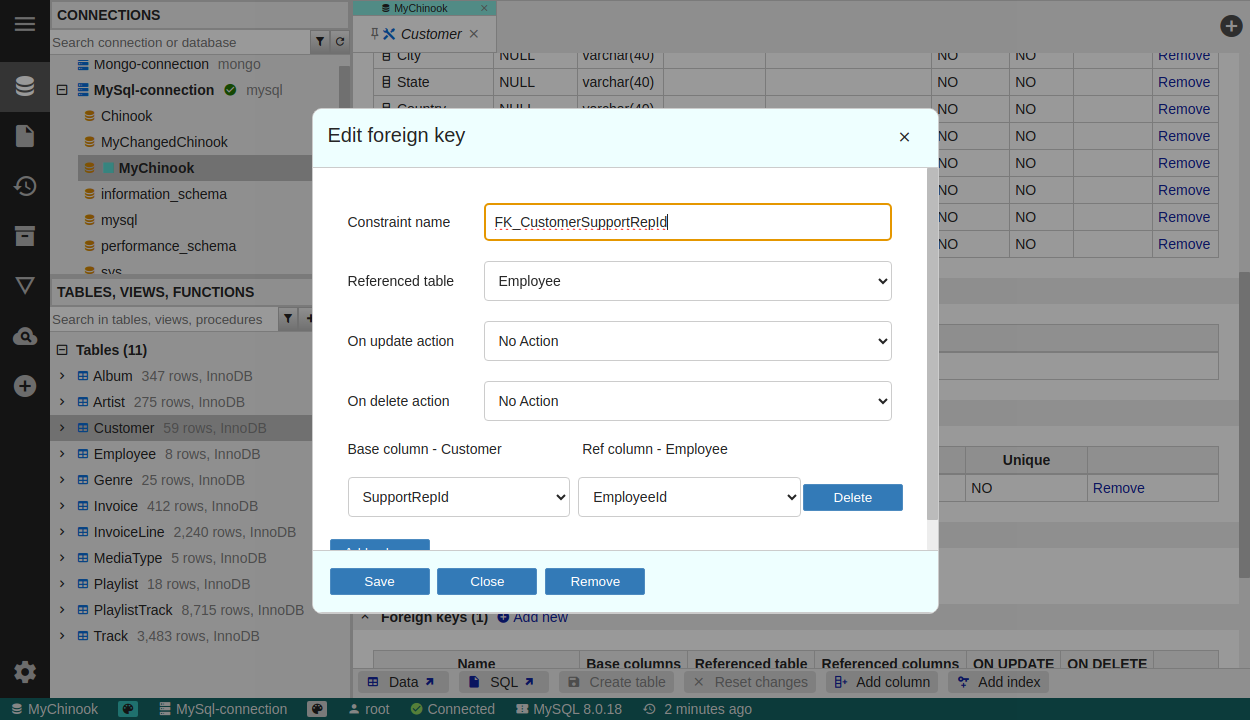 CONNECTIONS
Search connection or database
Mongo-connection mongo
MySql-connection mysql
Chinook
MyChangedChinook
MyChinook
information_schema
mysql
performance_schema
sys
TABLES, VIEWS, FUNCTIONS
Search in tables, views, procedures
Tables (11)
Album 347 rows, InnoDB
Artist 275 rows, InnoDB
Customer 59 rows, InnoDB
Employee 8 rows, InnoDB
Genre 25 rows, InnoDB
Invoice 412 rows, InnoDB
InvoiceLine 2,240 rows, InnoDB
MediaType 5 rows, InnoDB
Playlist 18 rows, InnoDB
PlaylistTrack 8,715 rows, InnoDB
Track 3,483 rows, InnoDB
MyChinook
Customer
City NULL varchar(40) NO NO Remove
State NULL varchar(40) NO NO Remove
Country NULL varchar(40) NO NO Remove
NO NO Remove
NO NO Remove
NO NO Remove
NO NO Remove
NO NO Remove
Unique
NO Remove
Edit foreign key
Constraint name FK_CustomerSupportRepId
Referenced table Employee
On update action No Action
On delete action No Action
Base column - Customer Ref column - Employee
SupportRepId EmployeeId Delete
Save Close Remove
Foreign keys (1) Add new
Name Base columns Referenced table Referenced columns ON UPDATE ON DELETE
Data SQL Create table Reset changes Add column Add index
MyChinook MySql-connection root Connected MySQL 8.0.18 2 minutes ago